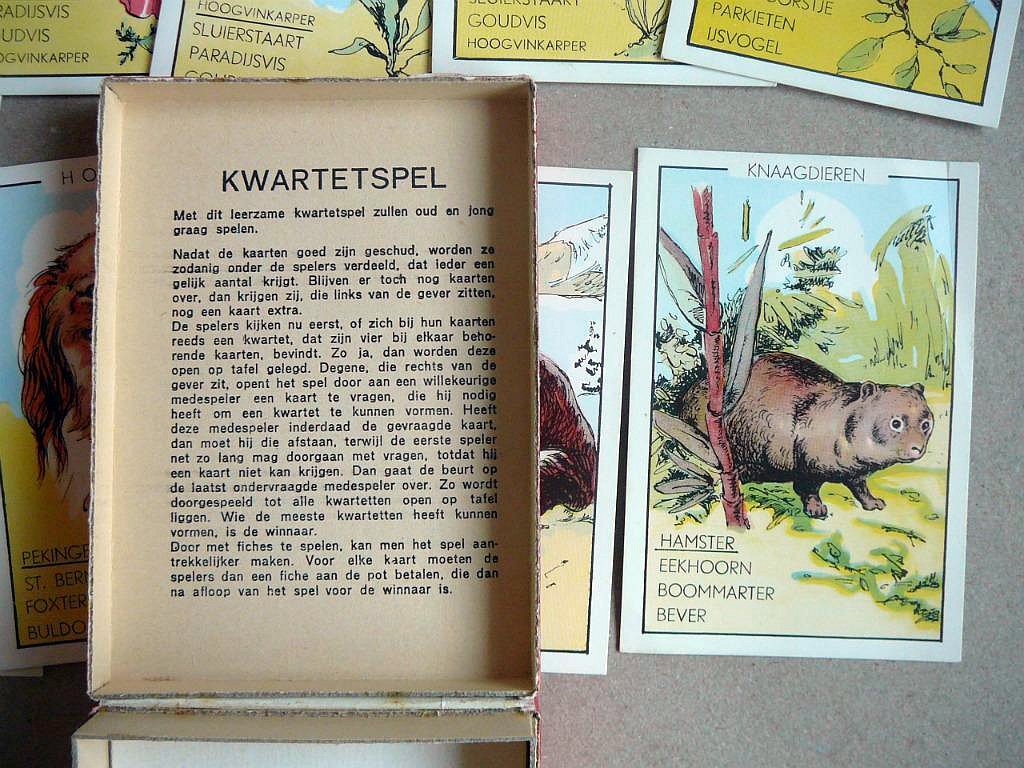 PARADIJSVIS
GOUDVIS
HOOGVINKARPER
HOOGVINKARPER
SLUIERSTAART
PARADIJSVIS
SLUIERSTAART
GOUDVIS
HOOGVINKARPER
PARKIETEN
IJSVOGEL
KWARTETSPEL
Met dit leerzame kwartetspel zullen oud en jong
graag spelen.
Nadat de kaarten goed zijn geschud, worden ze
zodanig onder de spelers verdeeld, dat ieder een
gelijk aantal krijgt. Blijven er toch nog kaarten
over, dan krijgen zij, die links van de gever zitten,
nog een kaart extra.
De spelers kijken nu eerst, of zich bij hun kaarten
reeds een kwartet, dat zijn vier bij elkaar beho-
rende kaarten, bevindt. Zo ja, dan worden deze
open op tafel gelegd. Degene, die rechts van de
gever zit, opent het spel door aan een willekeurige
medespeler een kaart te vragen, die hij nodig
heeft om een kwartet te kunnen vormen. Heeft
deze medespeler inderdaad de gevraagde kaart,
dan moet hij die afstaan, terwijl de eerste speler
net zo lang mag doorgaan met vragen, totdat hij
een kaart niet kan krijgen. Dan gaat de beurt op
de laatst ondervraagde medespeler over. Zo wordt
doorgespeeld tot alle kwartetten open op tafel
liggen. Wie de meeste kwartetten heeft kunnen
vormen, is de winnaar.
Door met fiches te spelen, kan men het spel aan-
trekkelijker maken. Voor elke kaart moeten de
spelers dan een fiche aan de pot betalen, die dan
na afloop van het spel voor de winnaar is.
HO
PEKINGE
ST. BERN
FOXTER
BULDO
KNAAGDIEREN
HAMSTER
EEKHOORN
BOOMMARTER
BEVER